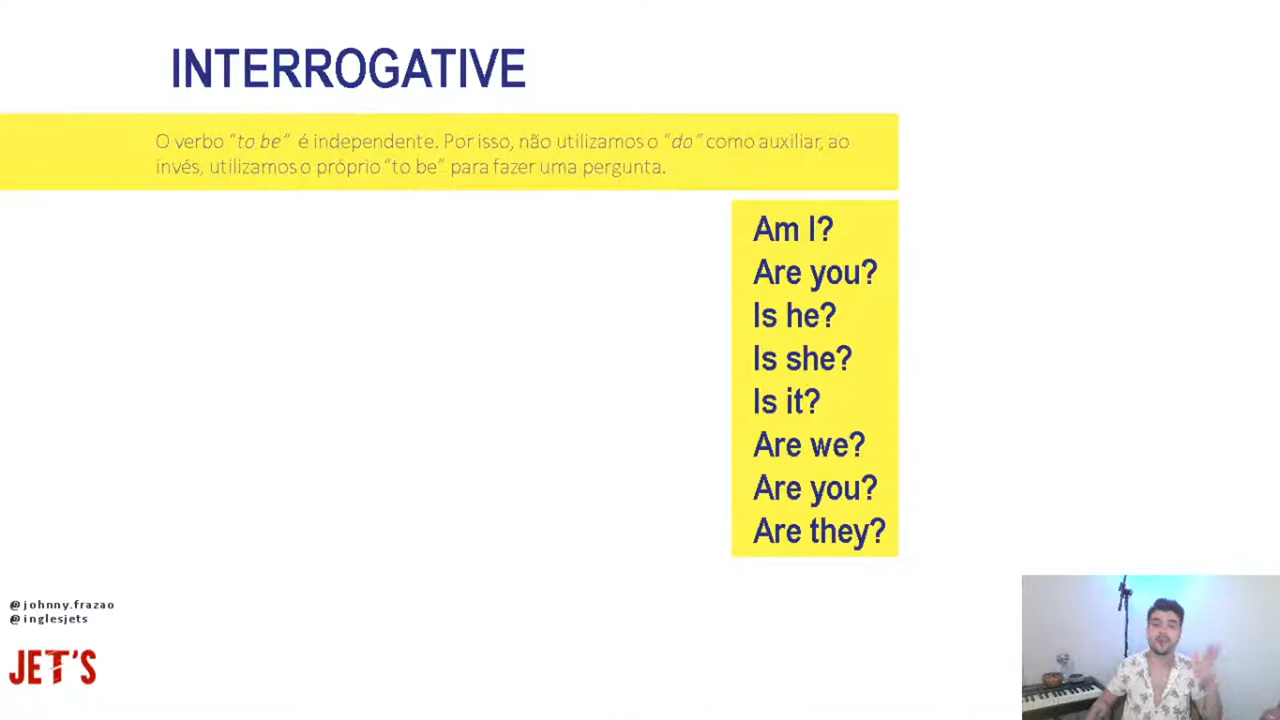 INTERROGATIVE
O verbo “to be” é independente. Por isso, não utilizamos o “do” como auxiliar, ao
invés, utilizamos o próprio “to be” para fazer uma pergunta.
Am I?
Are you?
Is he?
Is she?
Is it?
Are we?
Are you?
Are they?
@johnny.frazao
@inglesjets
JET'S